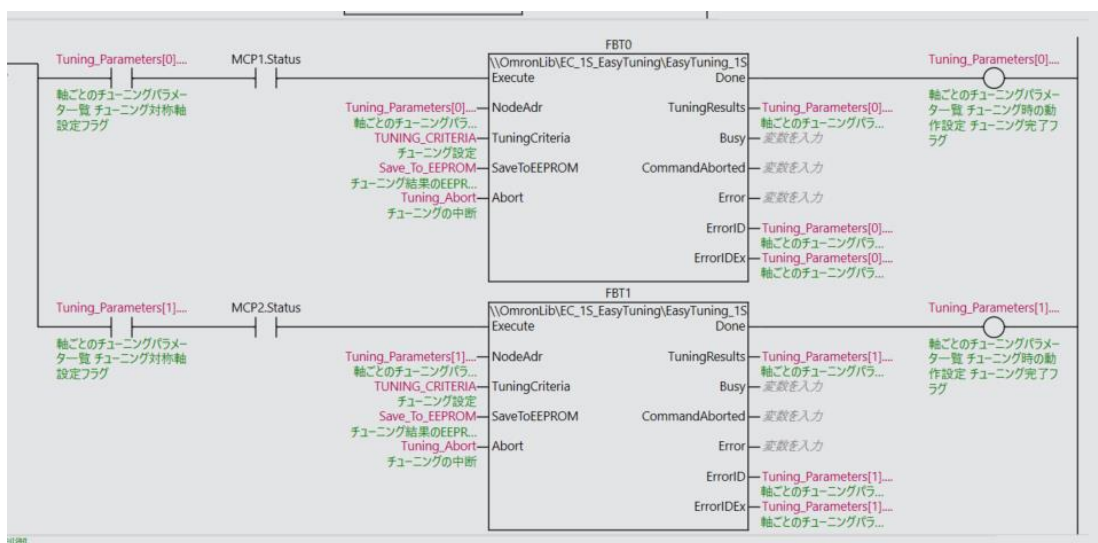 Tuning_Parameters[0]....
MCP1.Status
軸ごとのチューニングパラメー
ター覧 チューニング対称軸
設定フラグ
FBT0
\\OmronLib\EC_1S_EasyTuning\EasyTuning_1S
Execute
Done
Tuning_Parameters[0]....
軸ごとのチューニングパラメー
ター覧 チューニング時の動
作設定 チューニング完了フ
ラグ
Tuning_Parameters[0]....
NodeAdr
TuningResults
Tuning_Parameters[0]....
軸ごとのチューニングパラ...
軸ごとのチューニングパラ...
TUNING_CRITERIA
TuningCriteria
Busy
変数を入力
チューニング設定
Save_To_EEPROM
SaveToEEPROM
CommandAborted
変数を入力
チューニング結果のEEPR...
Tuning_Abort
Abort
Error
変数を入力
チューニングの中断
ErrorID
Tuning_Parameters[0]....
軸ごとのチューニングパラ...
ErrorIDEx
Tuning_Parameters[0]....
軸ごとのチューニングパラ...
Tuning_Parameters[1]....
MCP2.Status
軸ごとのチューニングパラメー
ター覧 チューニング対称軸
設定フラグ
FBT1
\\OmronLib\EC_1S_EasyTuning\EasyTuning_1S
Execute
Done
Tuning_Parameters[1]....
軸ごとのチューニングパラメー
ター覧 チューニング時の動
作設定 チューニング完了フ
ラグ
Tuning_Parameters[1]....
NodeAdr
TuningResults
Tuning_Parameters[1]....
軸ごとのチューニングパラ...
軸ごとのチューニングパラ...
TUNING_CRITERIA
TuningCriteria
Busy
変数を入力
チューニング設定
Save_To_EEPROM
SaveToEEPROM
CommandAborted
変数を入力
チューニング結果のEEPR...
Tuning_Abort
Abort
Error
変数を入力
チューニングの中断
ErrorID
Tuning_Parameters[1]....
軸ごとのチューニングパラ...
ErrorIDEx
Tuning_Parameters[1]....
軸ごとのチューニングパラ...